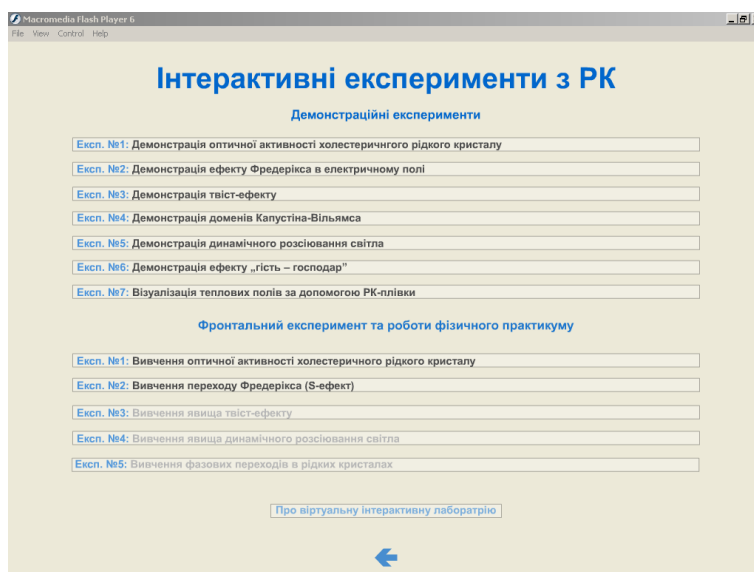 Macromedia Flash Player 6
File View Control Help
Інтерактивні експерименти з РК
Демонстраційні експерименти
Експ. №1: Демонстрація оптичної активності холестеричнгого рідкого кристалу
Експ. №2: Демонстрація ефекту Фредерікса в електричному полі
Експ. №3: Демонстрація твіст-ефекту
Експ. №4: Демонстрація доменів Капустіна-Вільямса
Експ. №5: Демонстрація динамічного розсіювання світла
Експ. №6: Демонстрація ефекту „гість – господар”
Експ. №7: Візуалізація теплових полів за допомогою РК-плівки
Фронтальний експеримент та роботи фізичного практикуму
Експ. №1: Вивчення оптичної активності холестеричного рідкого кристалу
Експ. №2: Вивчення переходу Фредерікса (S-ефект)
Експ. №3: Вивчення явища твіст-ефекту
Експ. №4: Вивчення явища динамічного розсіювання світла
Експ. №5: Вивчення фазових переходів в рідких кристалах
Про віртуальну інтерактивну лаборатрію